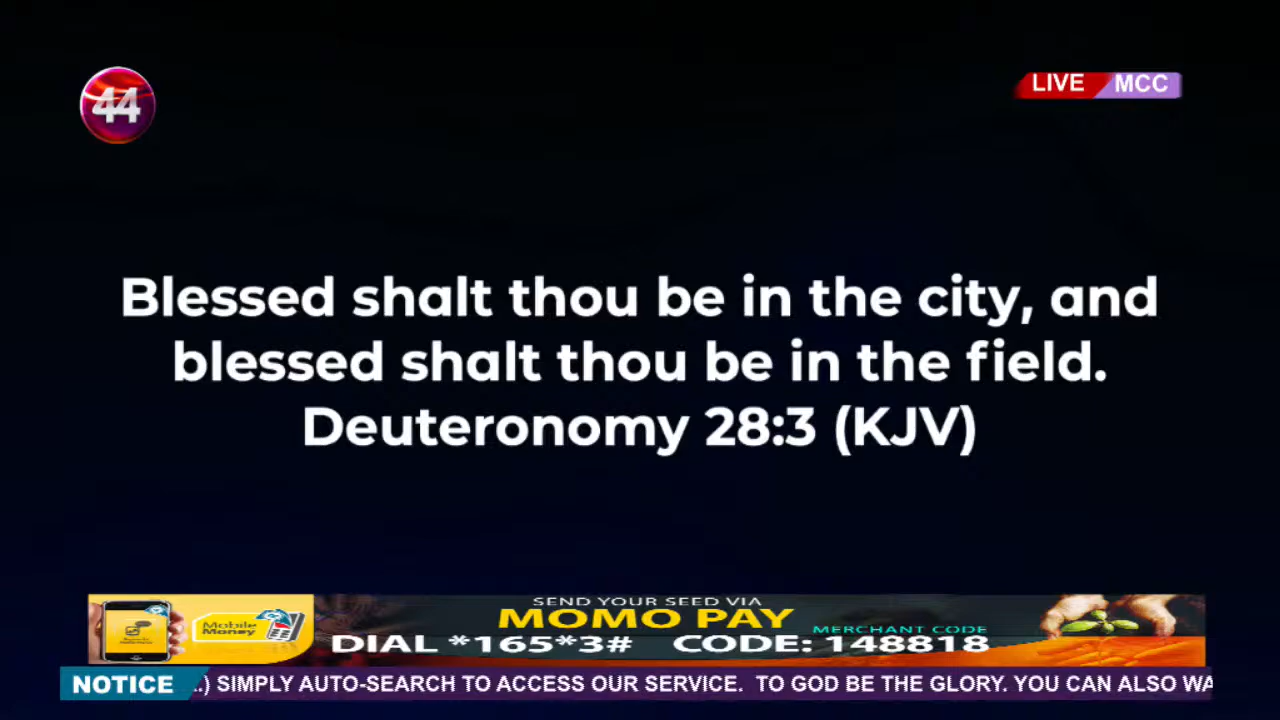 44
LIVE MCC
Blessed shalt thou be in the city, and
blessed shalt thou be in the field.
Deuteronomy 28:3 (KJV)
Mobile
Money
SEND YOUR SEED VIA
MOMO PAY
MERCHANT CODE
DIAL *165*3# CODE: 148818
NOTICE ..) SIMPLY AUTO-SEARCH TO ACCESS OUR SERVICE. TO GOD BE THE GLORY. YOU CAN ALSO WA